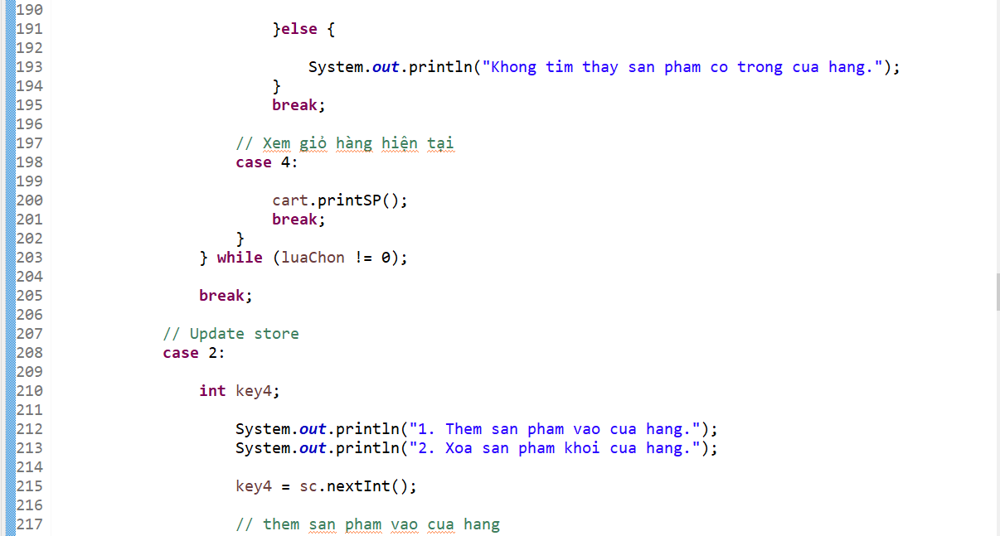 190
191 }else {
192
193 System.out.println("Khong tim thay san pham co trong cua hang.");
194 }
195 break;
196
197 // Xem giỏ hàng hiện tại
198 case 4:
199
200 cart.printSP();
201 break;
202 }
203 } while (luaChon != 0);
204
205 break;
206
207 // Update store
208 case 2:
209
210 int key4;
211
212 System.out.println("1. Them san pham vao cua hang.");
213 System.out.println("2. Xoa san pham khoi cua hang.");
214
215 key4 = sc.nextInt();
216
217 // them san pham vao cua hang